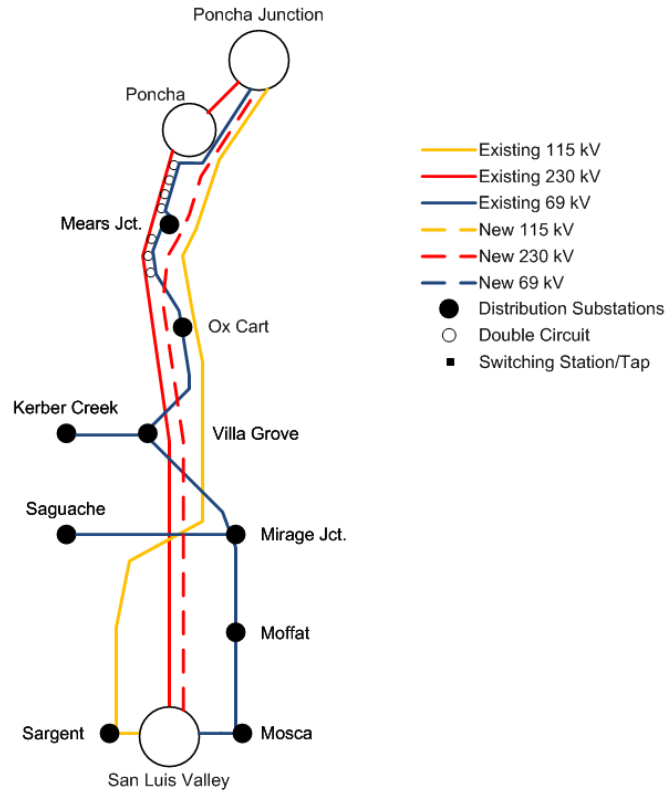 Poncha Junction
Poncha
Existing 115 kV
Existing 230 kV
Existing 69 kV
New 115 kV
New 230 kV
New 69 kV
Distribution Substations
Double Circuit
Switching Station/Tap
Mears Jct.
Ox Cart
Kerber Creek
Villa Grove
Saguache
Mirage Jct.
Moffat
Sargent
Mosca
San Luis Valley